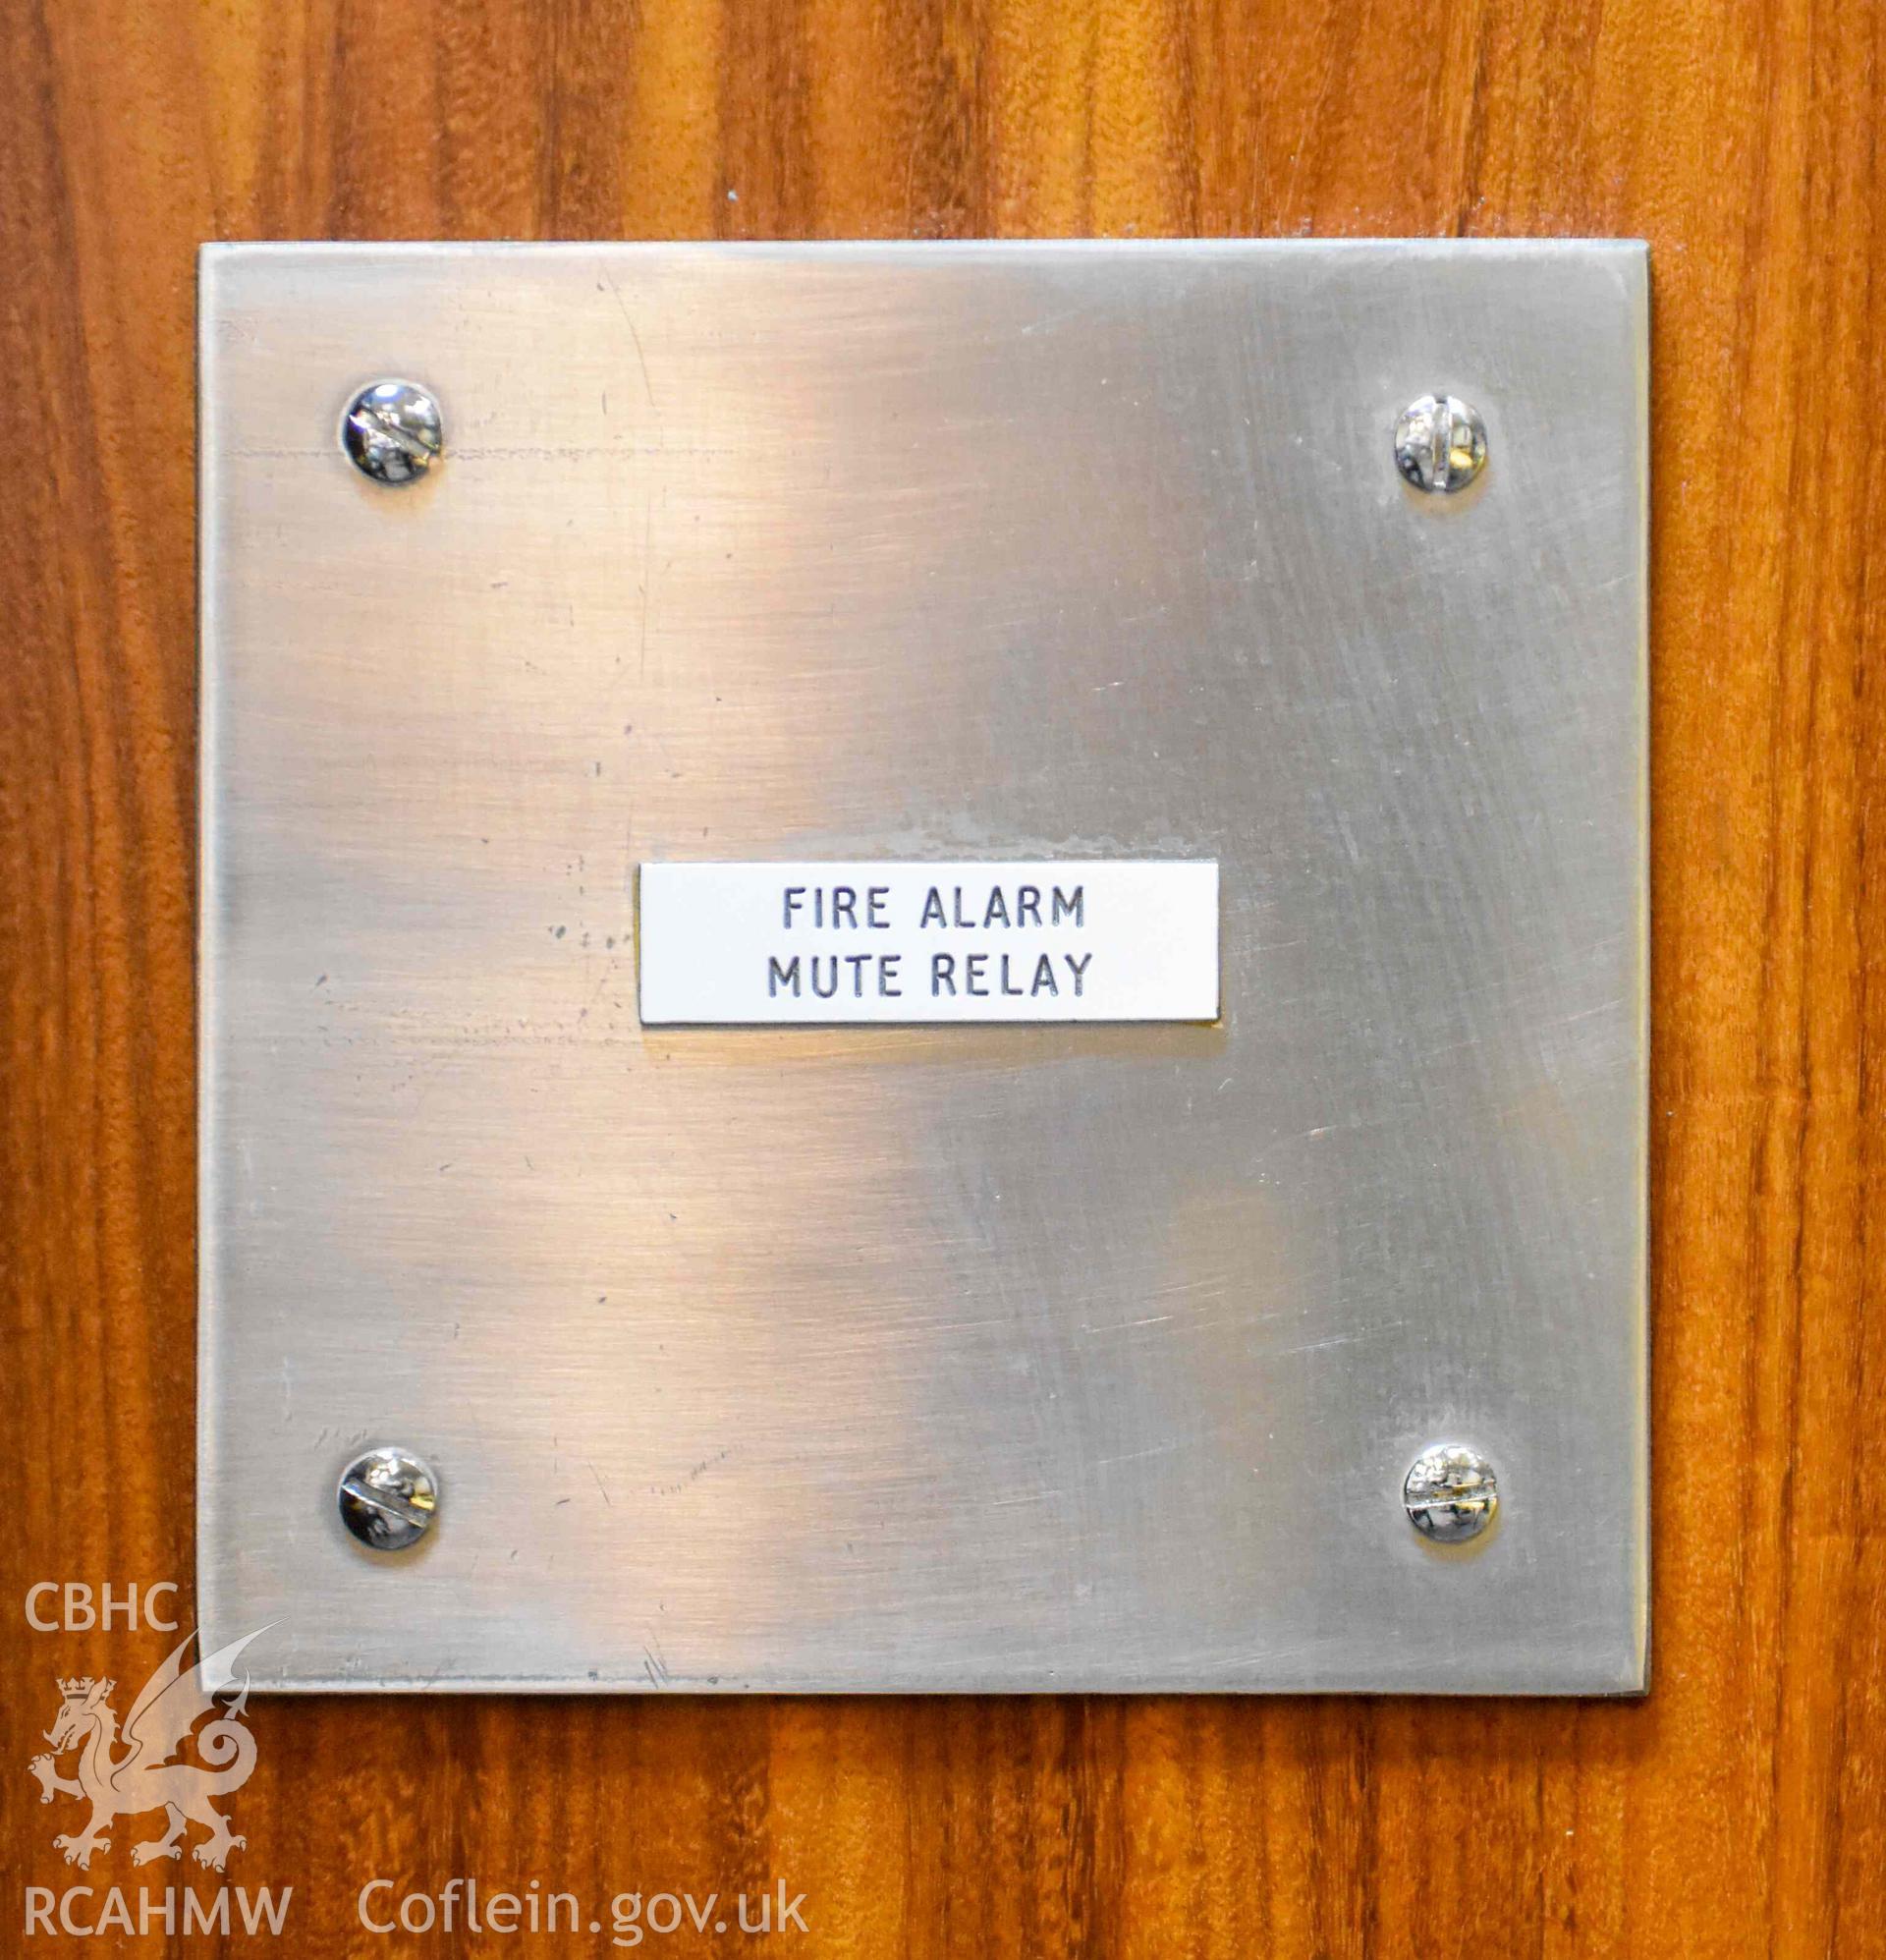 FIRE ALARM
MUTE RELAY
CBHC
RCAHMW
Coflein.gov.uk